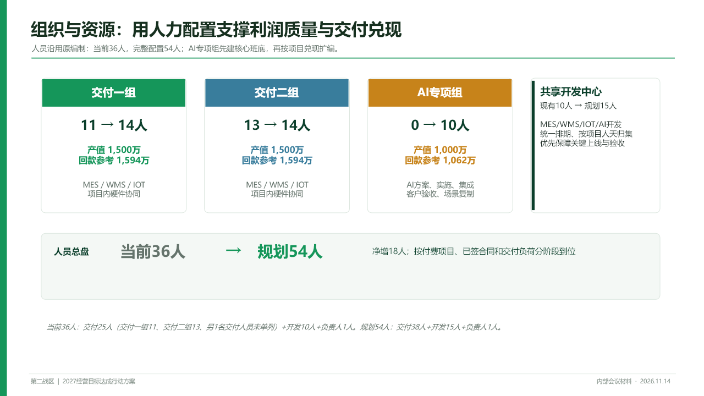 组织与资源：用人力配置支撑利润质量与交付兑现
人员沿用原编制：当前36人，完整配置54人；AI专项组先建核心班底，再按项目兑现扩编。
交付一组
11 → 14人
产值 1,500万
回款参考 1,594万
MES / WMS / IOT
项目内硬件协同
交付二组
13 → 14人
产值 1,500万
回款参考 1,594万
MES / WMS / IOT
项目内硬件协同
AI专项组
0 → 10人
产值 1,000万
回款参考 1,062万
AI方案、实施、集成
客户验收、场景复制
共享开发中心
现有10人 → 规划15人
MES/WMS/IOT/AI开发
统一排期、按项目人天归集
优先保障关键上线与验收
人员总盘
当前36人 → 规划54人
净增18人：按付费项目、已签合同和交付负荷分阶段到位
当前36人：交付25人（交付一组11、交付二组13、另1名交付人员未单列）+开发10人+负责人1人。规划54人：交付38人+开发15人+负责人1人。
第二战区 | 2027经营目标达成行动方案
内部会议材料 · 2026.11.14